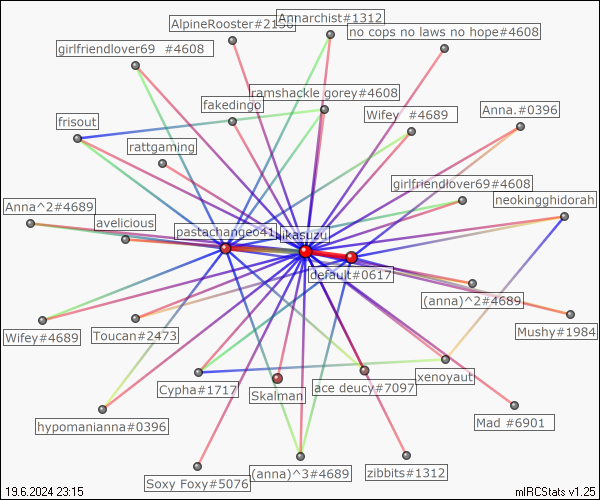 AlpineRooster#2150
Annarchist#1312
no cops no laws no hope#4608
girlfriendlover69 #4608
ramshackle gorey#4608
fakedingo
Wifey #4689
Anna.#0396
frisout
rattgaming
girlfriendlover69#4608
neokingghidorah
Anna^2#4689
avelicious
pastachangeo41
likasuzu
default#0617
(anna)^2#4689
Mushy#1984
Wifey#4689
Toucan#2473
xenoyaut
Cypha#1717
Skalman
ace deucy#7097
hypomanianna#0396
Mad #6901
Soxy Foxy#5076
(anna)^3#4689
zibbits#1312
19.6.2024 23:15
mIRCStats v1.25